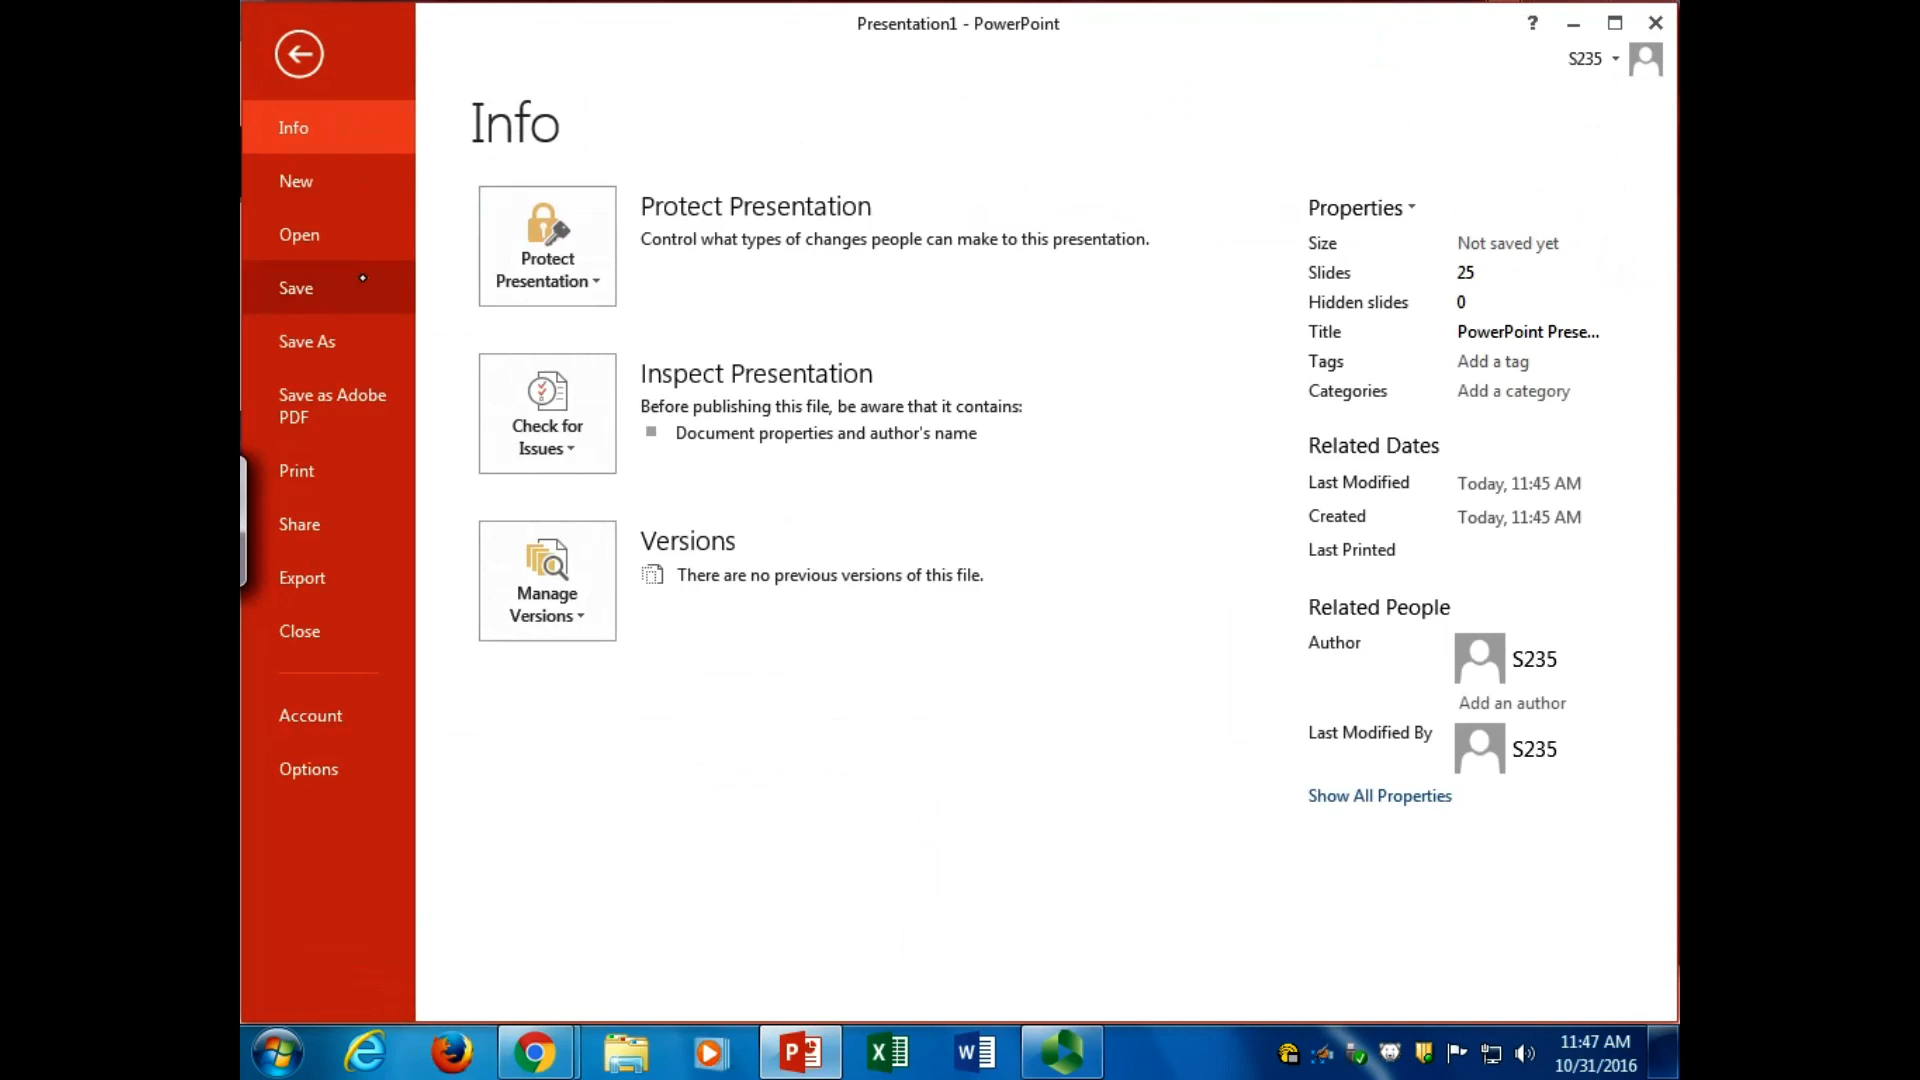 Presentation1 - PowerPoint
?
S235
Info
New
Open
Save
Save As
Save as Adobe
PDF
Print
Share
Export
Close
Account
Options
Info
Protect
Presentation
Protect Presentation
Control what types of changes people can make to this presentation.
Check for
Issues
Inspect Presentation
Before publishing this file, be aware that it contains:
Document properties and author's name
Manage
Versions
Versions
There are no previous versions of this file.
Properties
Size Not saved yet
Slides 25
Hidden slides 0
Title PowerPoint Prese...
Tags Add a tag
Categories Add a category
Related Dates
Last Modified Today, 11:45 AM
Created Today, 11:45 AM
Last Printed
Related People
Author S235
Add an author
Last Modified By S235
Show All Properties
11:47 AM
10/31/2016